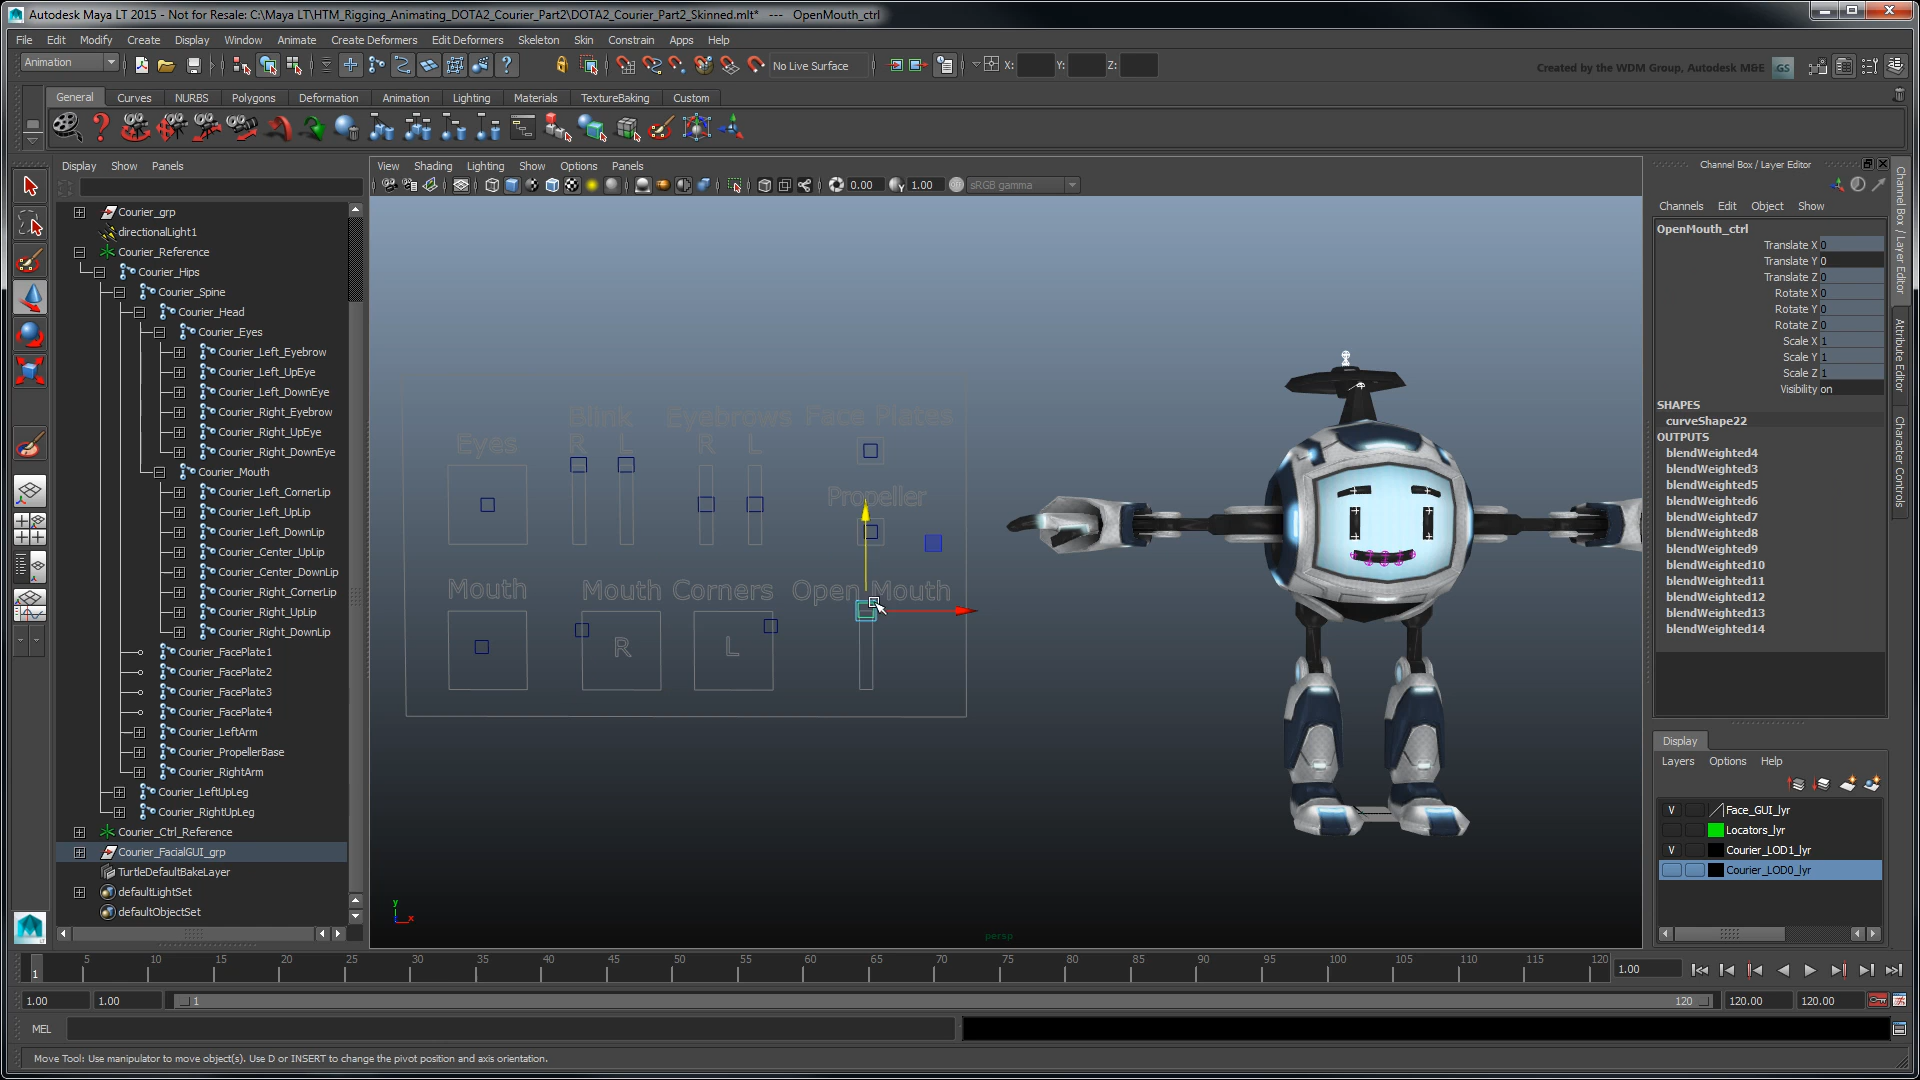 Autodesk Maya LT 2015 - Not for Resale: C:\Maya LT\HTM_Rigging_Animating_DOTA2_Courier_Part2\DOTA2_Courier_Part2_Skinned.mlt* --- OpenMouth_ctrl
File Edit Modify Create Display Window Animate Create Deformers Edit Deformers Skeleton Skin Constrain Apps Help
Animation No Live Surface X: Y: Z: Created by the WDM Group, Autodesk M&E GS
General Curves NURBS Polygons Deformation Animation Lighting Materials TextureBaking Custom
Display Show Panels
View Shading Lighting Show Options Panels
0.00 1.00 sRGB gamma
Courier_grp
directionalLight1
Courier_Reference
Courier_Hips
Courier_Spine
Courier_Head
Courier_Eyes
Courier_Left_Eyebrow
Courier_Left_UpEye
Courier_Left_DownEye
Courier_Right_Eyebrow
Courier_Right_UpEye
Courier_Right_DownEye
Courier_Mouth
Courier_Left_CornerLip
Courier_Left_UpLip
Courier_Left_DownLip
Courier_Center_UpLip
Courier_Center_DownLip
Courier_Right_CornerLip
Courier_Right_UpLip
Courier_Right_DownLip
Courier_FacePlate1
Courier_FacePlate2
Courier_FacePlate3
Courier_FacePlate4
Courier_LeftArm
Courier_PropellerBase
Courier_RightArm
Courier_LeftUpLeg
Courier_RightUpLeg
Courier_Ctrl_Reference
Courier_FacialGUI_grp
TurtleDefaultBakeLayer
defaultLightSet
defaultObjectSet
Blink Eyebrows Face Plates
Eyes R L R L
Propeller
Mouth Mouth Corners Open Mouth
R L
y
x
persp
Channel Box / Layer Editor
Channels Edit Object Show
OpenMouth_ctrl
Translate X 0
Translate Y 0
Translate Z 0
Rotate X 0
Rotate Y 0
Rotate Z 0
Scale X 1
Scale Y 1
Scale Z 1
Visibility on
SHAPES
curveShape22
OUTPUTS
blendWeighted4
blendWeighted3
blendWeighted5
blendWeighted6
blendWeighted7
blendWeighted8
blendWeighted9
blendWeighted10
blendWeighted11
blendWeighted12
blendWeighted13
blendWeighted14
Display
Layers Options Help
V Face_GUI_lyr
Locators_lyr
V Courier_LOD1_lyr
Courier_LOD0_lyr
Channel Box / Layer Editor
Attribute Editor
Character Controls
1 5 10 15 20 25 30 35 40 45 50 55 60 65 70 75 80 85 90 95 100 105 110 115 120 1.00
1.00 1.00 1 120 120.00 120.00
MEL
Move Tool: Use manipulator to move object(s). Use D or INSERT to change the pivot position and axis orientation.